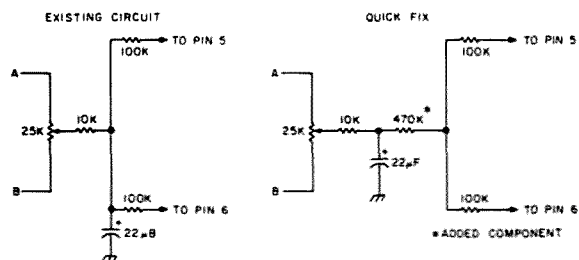 EXISTING CIRCUIT
100K
TO PIN 5
A
10K
25K
B
100K
TO PIN 6
+
22µB
QUICK FIX
100K
TO PIN 5
A
10K
470K*
25K
+
22µF
B
100K
TO PIN 6
*ADDED COMPONENT